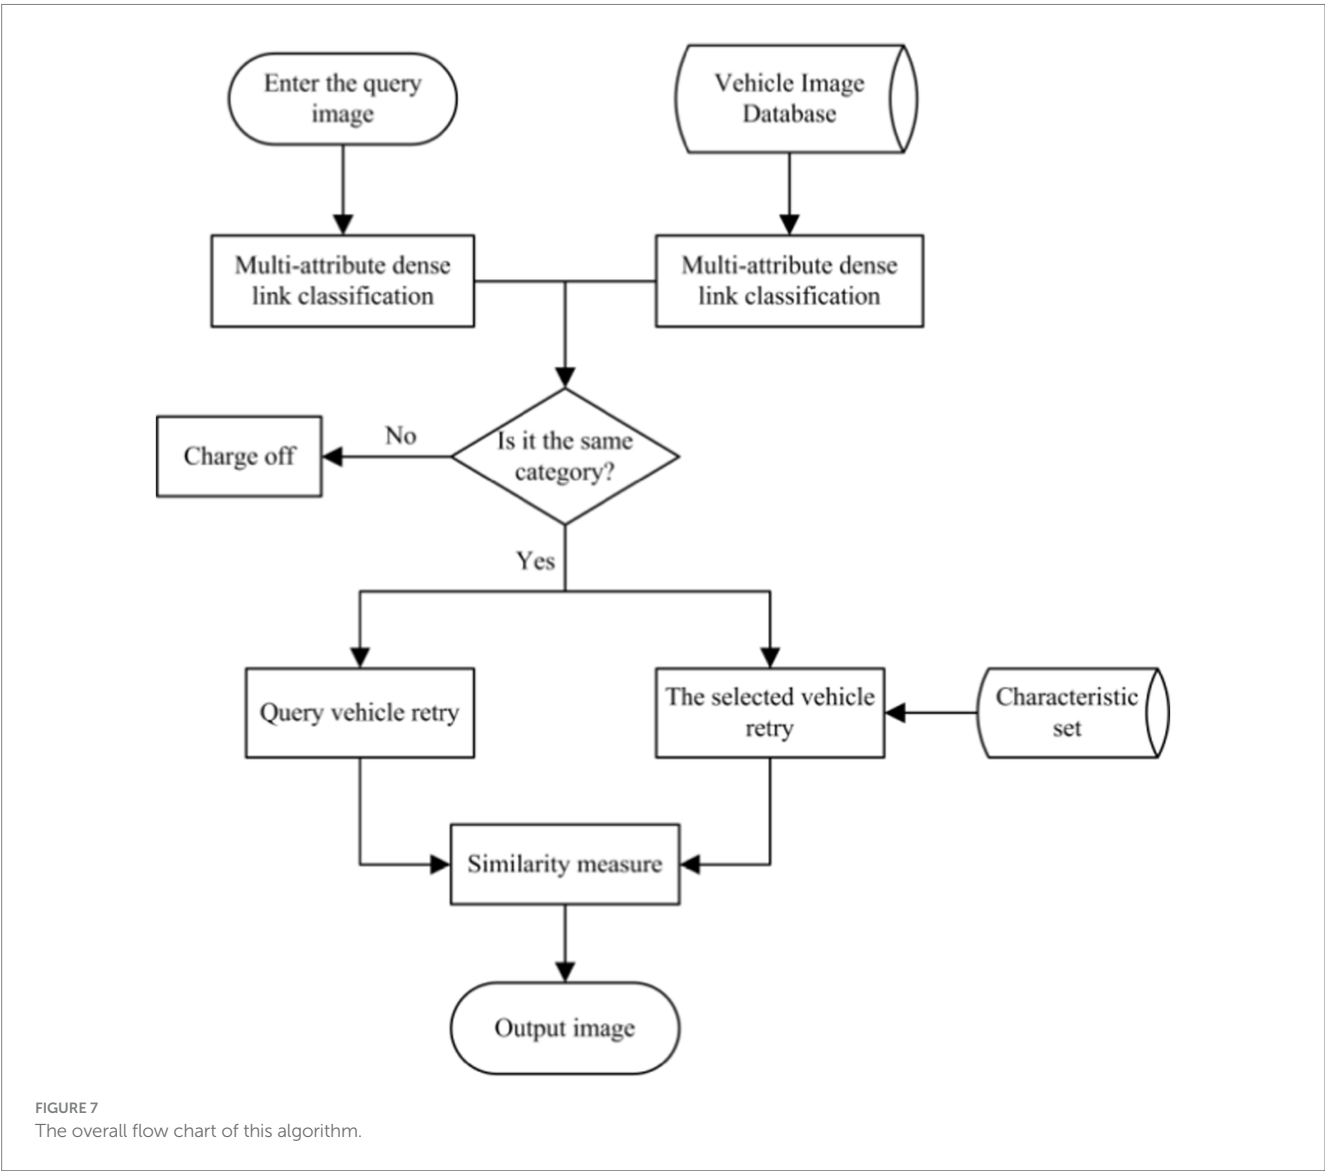 Enter the query
image
Vehicle Image
Database
Multi-attribute dense
link classification
Multi-attribute dense
link classification
Is it the same
category?
No
Charge off
Yes
Query vehicle retry
The selected vehicle
retry
Characteristic
set
Similarity measure
Output image
FIGURE 7
The overall flow chart of this algorithm.